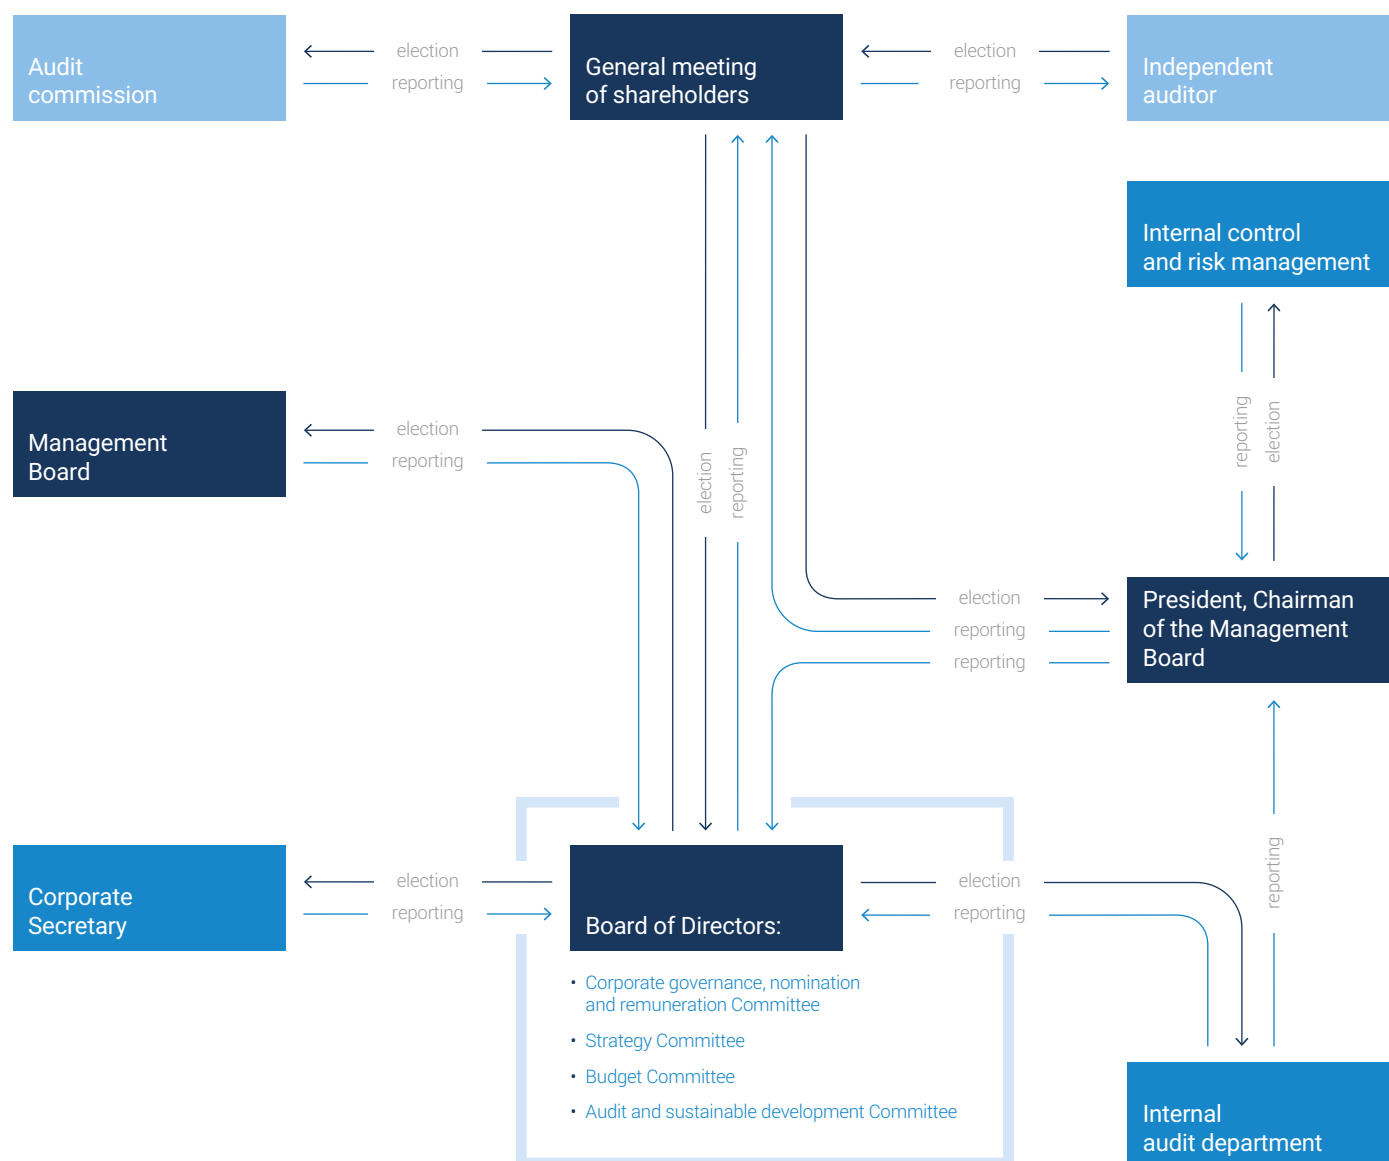 Audit
commission
election
reporting
General meeting
of shareholders
election
reporting
Independent
auditor
Internal control
and risk management
reporting
election
Management
Board
election
reporting
election
reporting
election
reporting
reporting
President, Chairman
of the Management
Board
reporting
Corporate
Secretary
election
reporting
Board of Directors:
• Corporate governance, nomination
and remuneration Committee
• Strategy Committee
• Budget Committee
• Audit and sustainable development Committee
election
reporting
Internal
audit department